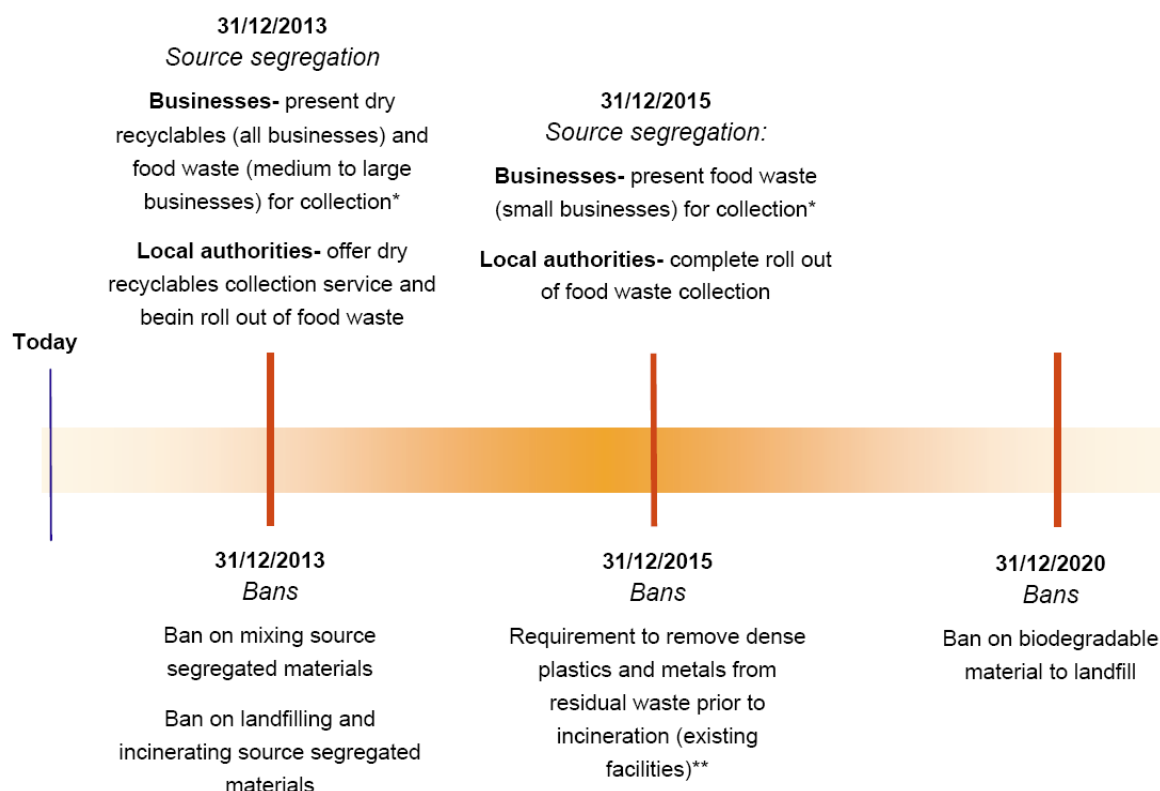 31/12/2013
Source segregation
Businesses- present dry
recyclables (all businesses) and
food waste (medium to large
businesses) for collection*
Local authorities- offer dry
recyclables collection service and
begin roll out of food waste
31/12/2015
Source segregation:
Businesses- present food waste
(small businesses) for collection*
Local authorities- complete roll out
of food waste collection
Today
31/12/2013
Bans
Ban on mixing source
segregated materials
Ban on landfilling and
incinerating source segregated
materials
31/12/2015
Bans
Requirement to remove dense
plastics and metals from
residual waste prior to
incineration (existing
facilities)**
31/12/2020
Bans
Ban on biodegradable
material to landfill